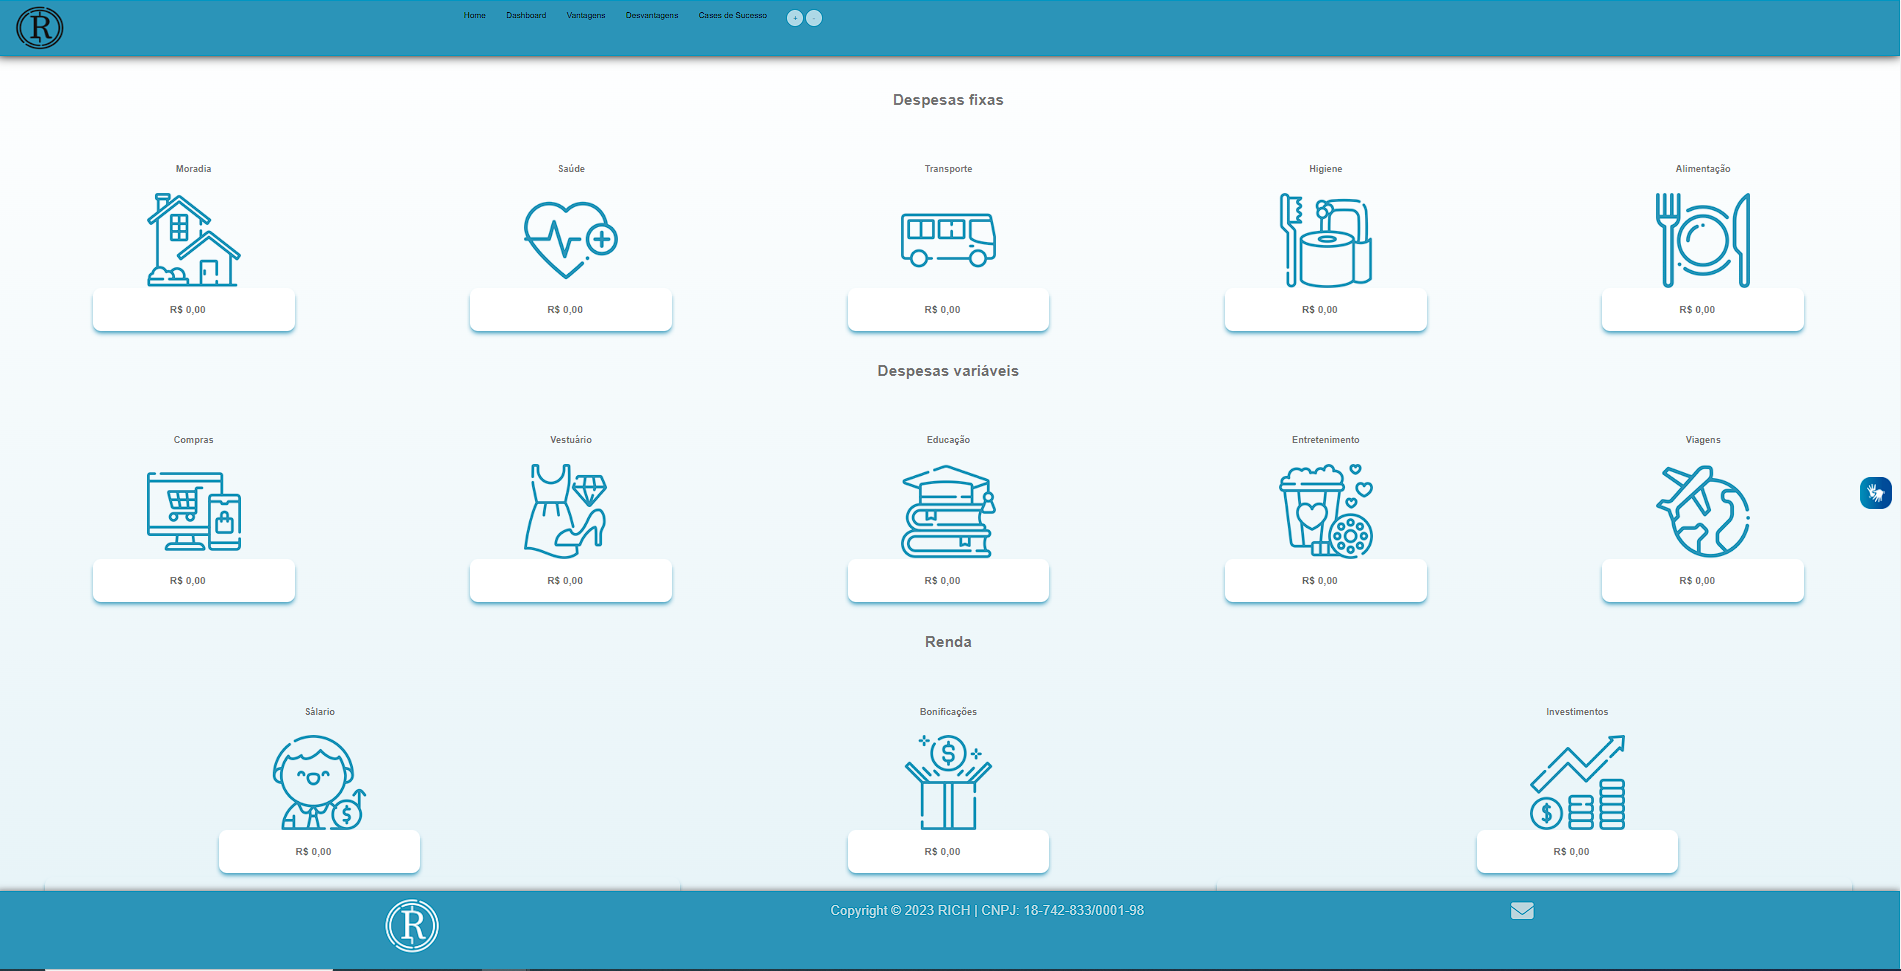 R
Home Dashboard Vantagens Desvantagens Cases de Sucesso + -
Despesas fixas
Moradia Saúde Transporte Higiene Alimentação
R$ 0,00 R$ 0,00 R$ 0,00 R$ 0,00 R$ 0,00
Despesas variáveis
Compras Vestuário Educação Entretenimento Viagens
R$ 0,00 R$ 0,00 R$ 0,00 R$ 0,00 R$ 0,00
Renda
Sálario Bonificações Investimentos
$ $ $
R$ 0,00 R$ 0,00 R$ 0,00
R Copyright © 2023 RICH | CNPJ: 18-742-833/0001-98